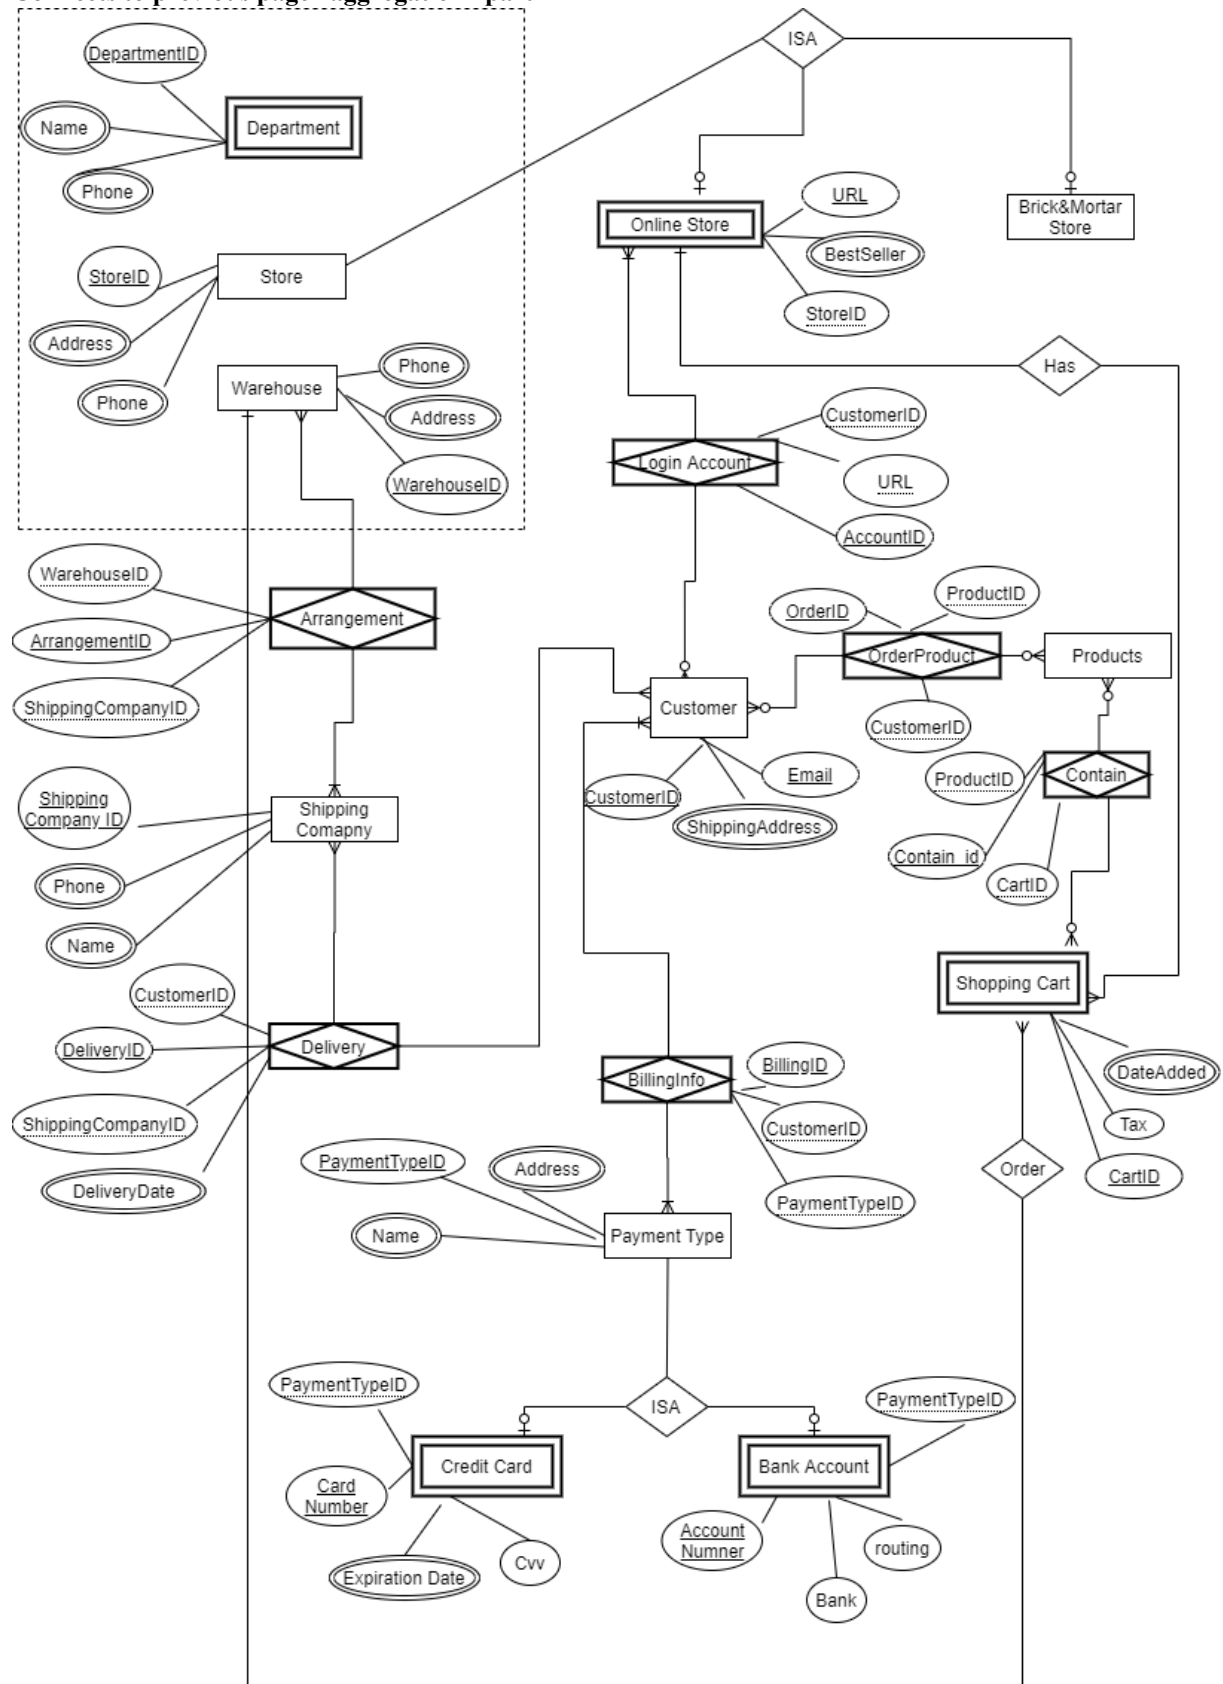 DepartmentID
Name
Department
Phone
ISA
StoreID
Store
Address
Phone
Warehouse
Phone
Address
WarehouseID
Online Store
URL
BestSeller
StoreID
Brick&Mortar
Store
Has
Login Account
CustomerID
URL
AccountID
WarehouseID
ArrangementID
ShippingCompanyID
Arrangement
OrderID
ProductID
OrderProduct
CustomerID
Products
Customer
CustomerID
Email
ShippingAddress
ProductID
Contain
Contain_id
CartID
Shipping
Company ID
Shipping
Comapny
Phone
Name
Shopping Cart
DateAdded
Tax
CartID
CustomerID
DeliveryID
Delivery
ShippingCompanyID
DeliveryDate
BillingInfo
BillingID
CustomerID
PaymentTypeID
Order
PaymentTypeID
Address
Name
Payment Type
ISA
PaymentTypeID
Card
Number
Credit Card
Expiration Date
Cvv
PaymentTypeID
Bank Account
Account
Numner
Bank
routing